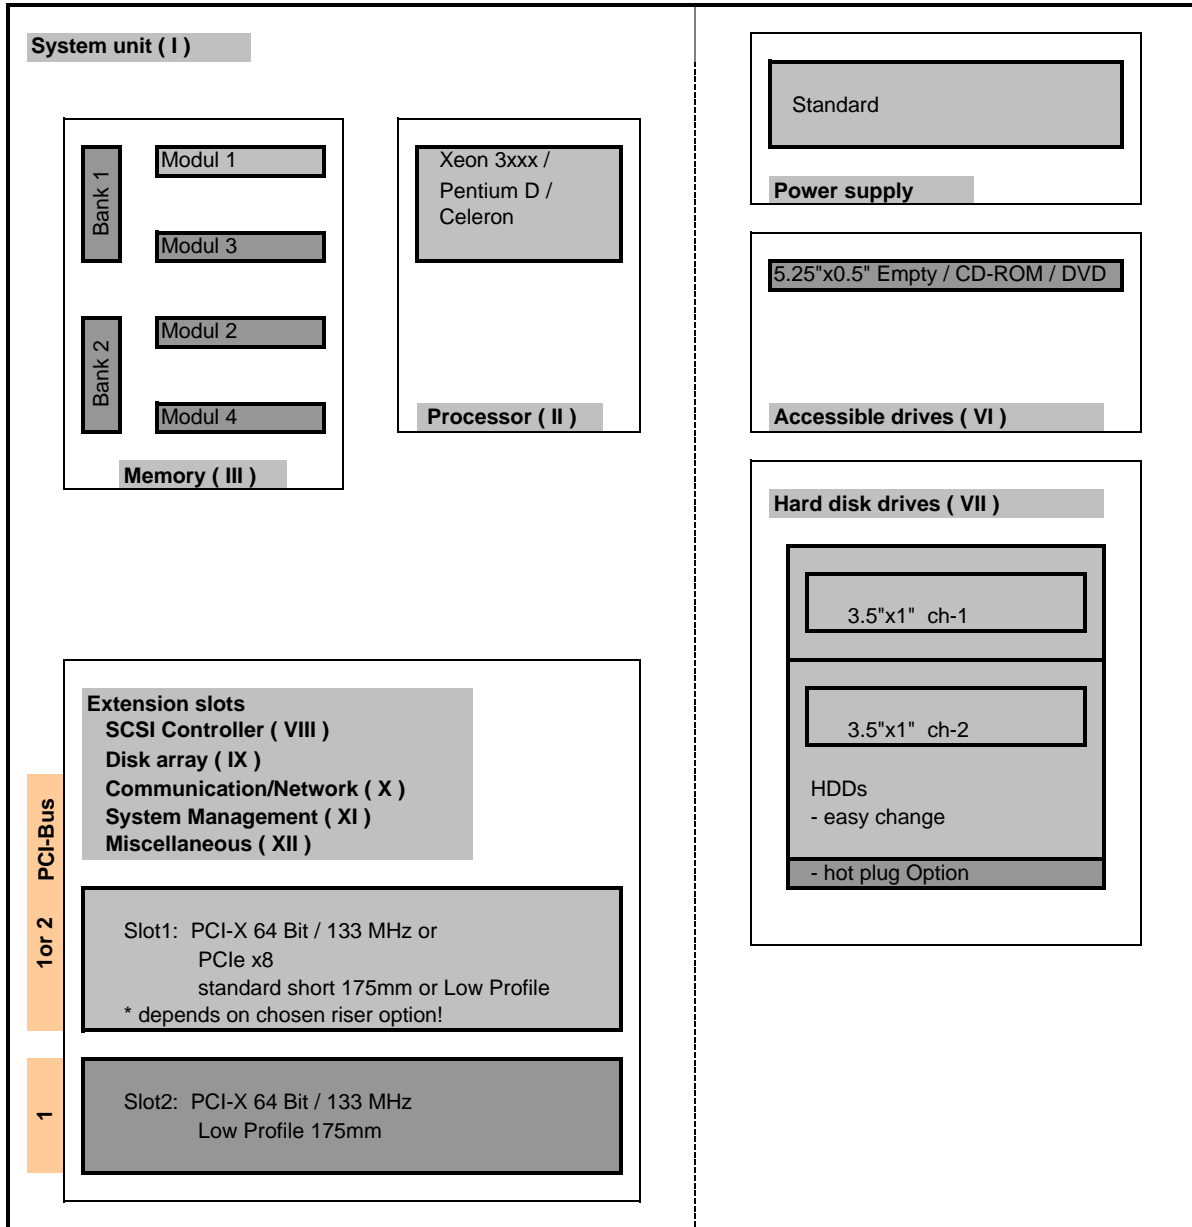 System unit ( I )
Bank 1
Modul 1
Modul 3
Bank 2
Modul 2
Modul 4
Memory ( III )
Xeon 3xxx /
Pentium D /
Celeron
Processor ( II )
Extension slots
SCSI Controller ( VIII )
Disk array ( IX )
Communication/Network ( X )
System Management ( XI )
Miscellaneous ( XII )
1or 2 PCI-Bus
Slot1: PCI-X 64 Bit / 133 MHz or
PCIe x8
standard short 175mm or Low Profile
* depends on chosen riser option!
1
Slot2: PCI-X 64 Bit / 133 MHz
Low Profile 175mm
Standard
Power supply
5.25"x0.5" Empty / CD-ROM / DVD
Accessible drives ( VI )
Hard disk drives ( VII )
3.5"x1" ch-1
3.5"x1" ch-2
HDDs
- easy change
- hot plug Option